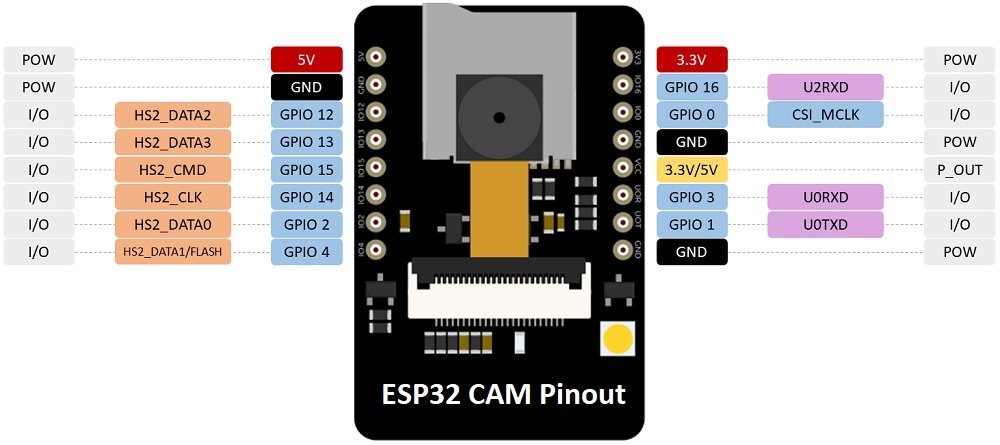 POW 5V 5V 3V3 3.3V POW
POW GND GND IO16 GPIO 16 U2RXD I/O
I/O HS2_DATA2 GPIO 12 IO12 IO0 GPIO 0 CSI_MCLK I/O
I/O HS2_DATA3 GPIO 13 IO13 GND GND POW
I/O HS2_CMD GPIO 15 IO15 VCC 3.3V/5V P_OUT
I/O HS2_CLK GPIO 14 IO14 UOR GPIO 3 U0RXD I/O
I/O HS2_DATA0 GPIO 2 IO2 UOT GPIO 1 U0TXD I/O
I/O HS2_DATA1/FLASH GPIO 4 IO4 GND GND POW
ESP32 CAM Pinout